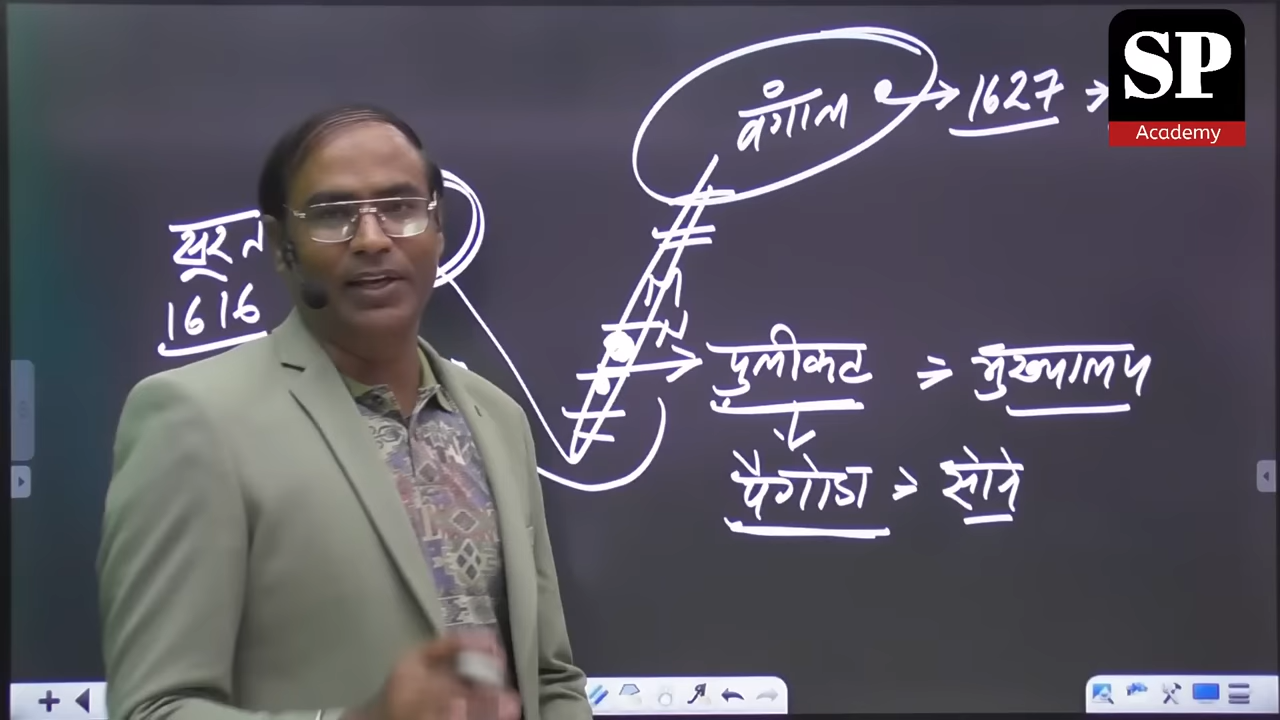 SP
Academy
बंगाल → 1627 →
सूरत
1616
पुलीकट ⇒ मुख्यालय
↓
पैगोडा ⇒ सोने